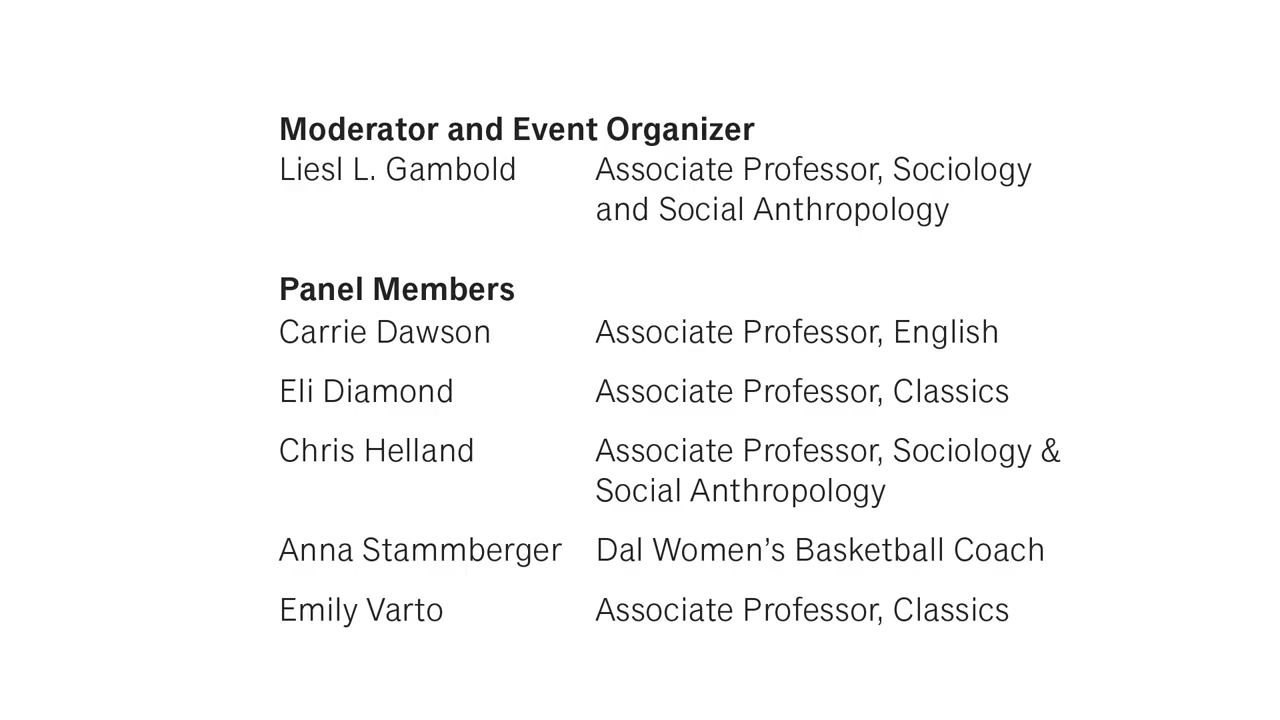 Moderator and Event Organizer
Liesl L. Gambold Associate Professor, Sociology
and Social Anthropology
Panel Members
Carrie Dawson Associate Professor, English
Eli Diamond Associate Professor, Classics
Chris Helland Associate Professor, Sociology &
Social Anthropology
Anna Stammberger Dal Women’s Basketball Coach
Emily Varto Associate Professor, Classics